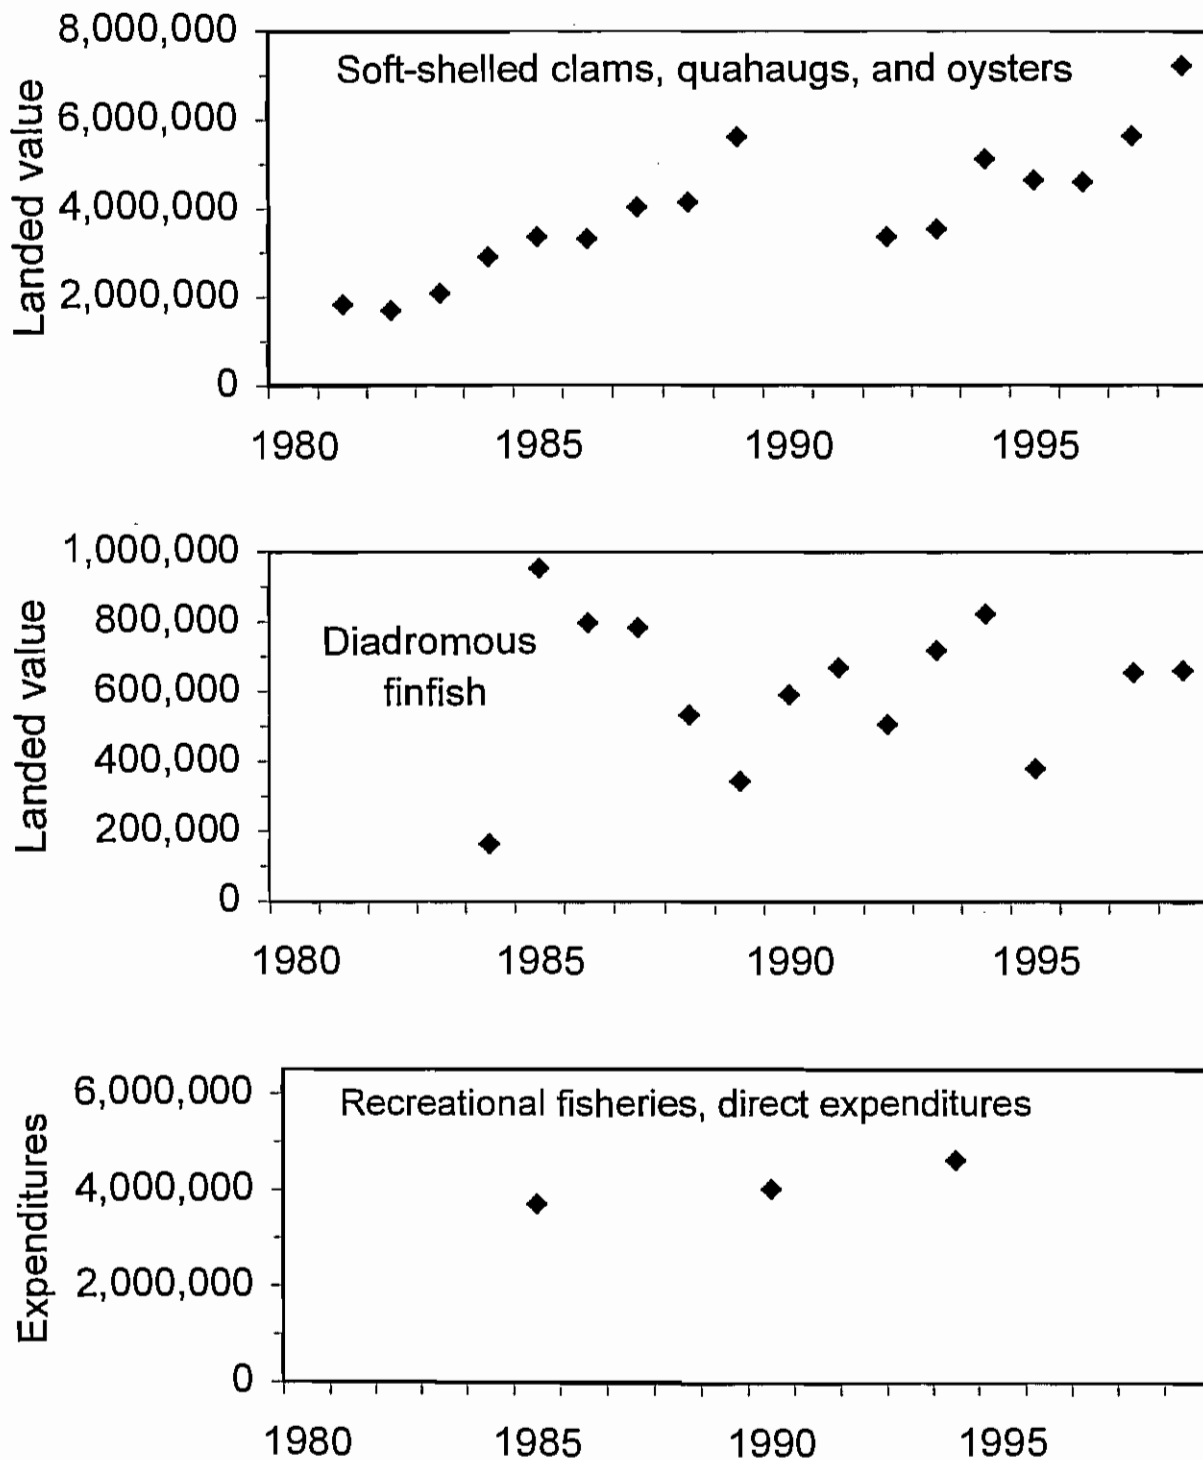 8,000,000
Soft-shelled clams, quahaugs, and oysters
6,000,000
4,000,000
2,000,000
0
Landed value
1980 1985 1990 1995
1,000,000
800,000
Diadromous
finfish
600,000
400,000
200,000
0
Landed value
1980 1985 1990 1995
6,000,000
Recreational fisheries, direct expenditures
4,000,000
2,000,000
0
Expenditures
1980 1985 1990 1995